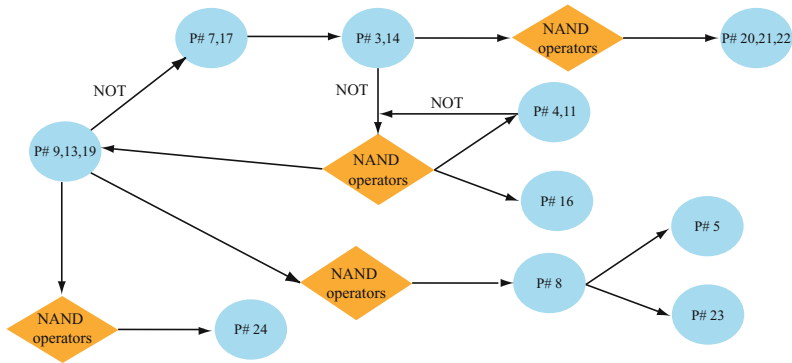 P# 7,17
P# 3,14
NAND
operators
P# 20,21,22
NOT
NOT
NOT
P# 4,11
P# 9,13,19
NAND
operators
P# 16
P# 5
NAND
operators
P# 8
P# 23
NAND
operators
P# 24